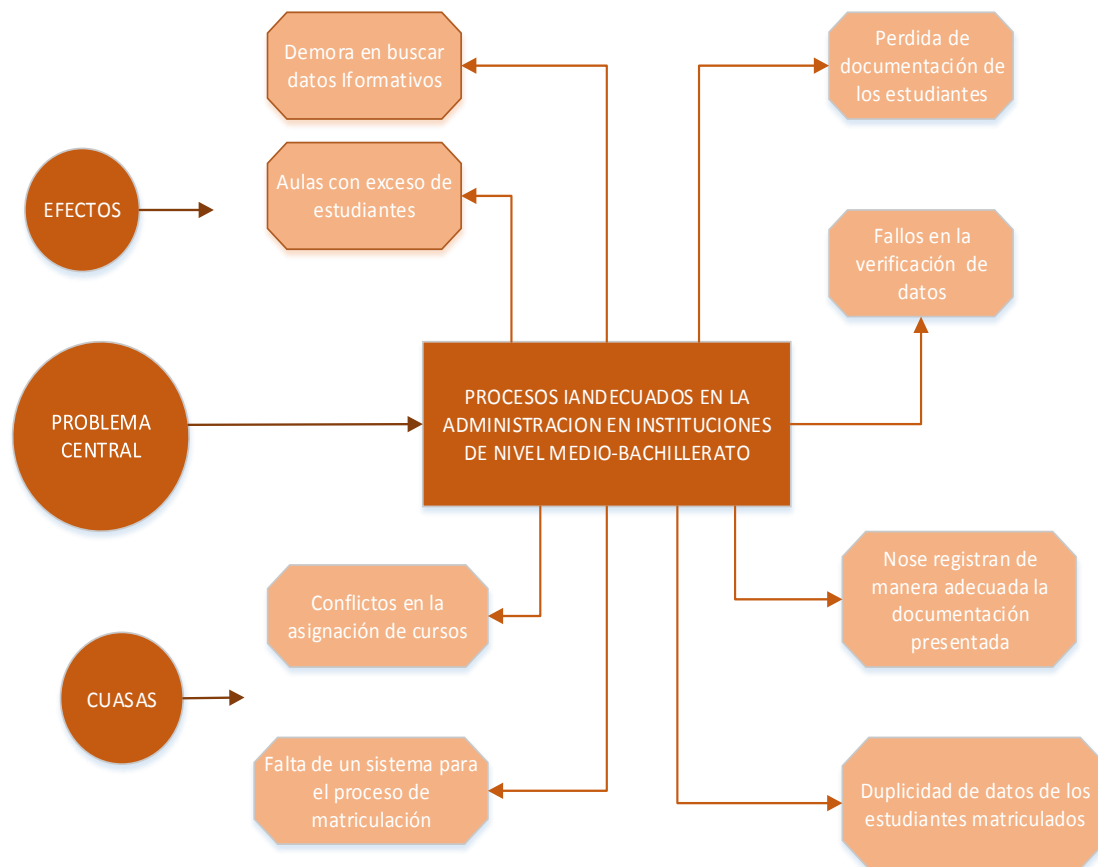 Demora en buscar
datos Iformativos
Perdida de
documentación de
los estudiantes
EFECTOS
Aulas con exceso de
estudiantes
Fallos en la
verificación de
datos
PROBLEMA
CENTRAL
PROCESOS IANDECUADOS EN LA
ADMINISTRACION EN INSTITUCIONES
DE NIVEL MEDIO-BACHILLERATO
Conflictos en la
asignación de cursos
Nose registran de
manera adecuada la
documentación
presentada
CUASAS
Falta de un sistema para
el proceso de
matriculación
Duplicidad de datos de los
estudiantes matriculados